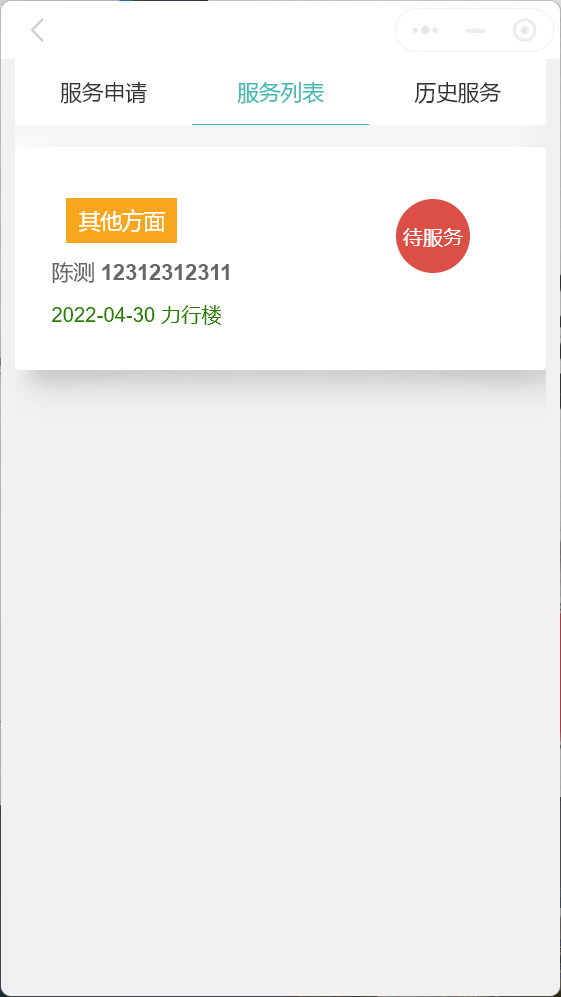 服务申请 服务列表 历史服务
其他方面
待服务
陈测 12312312311
2022-04-30 力行楼